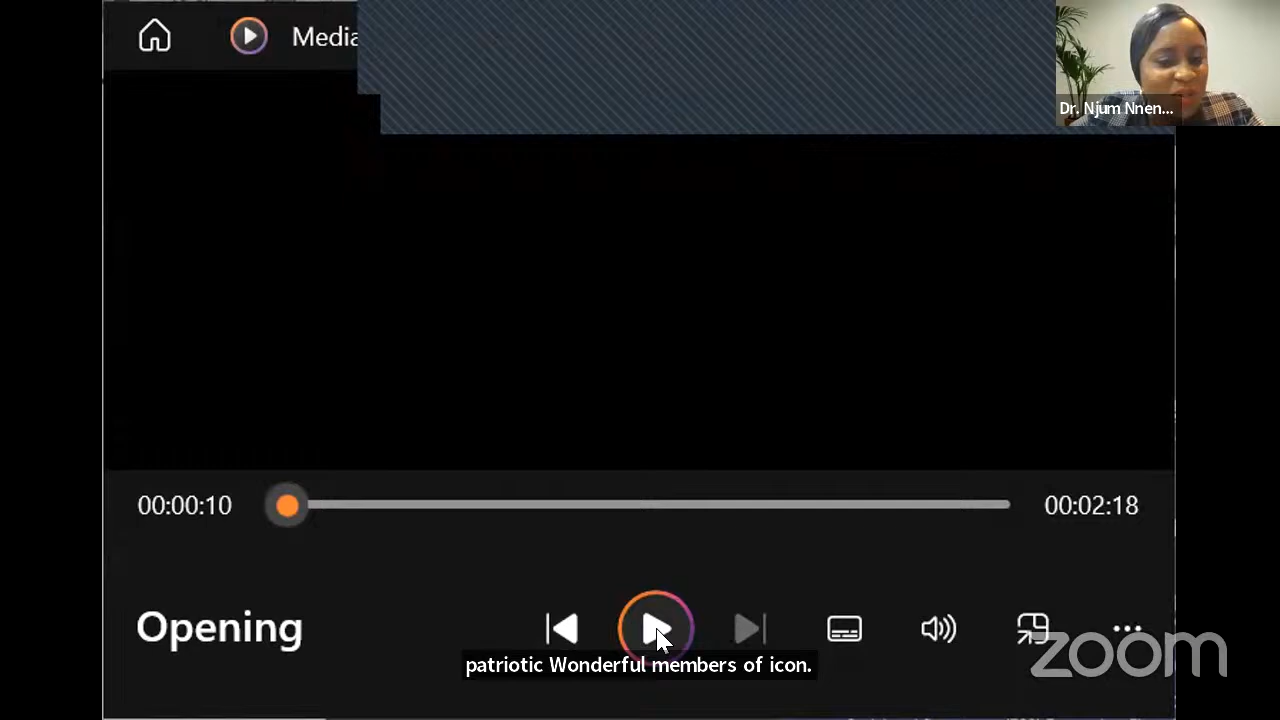 Media
Dr. Njum Nnen...
00:00:10
00:02:18
Opening
patriotic Wonderful members of icon.
zoom